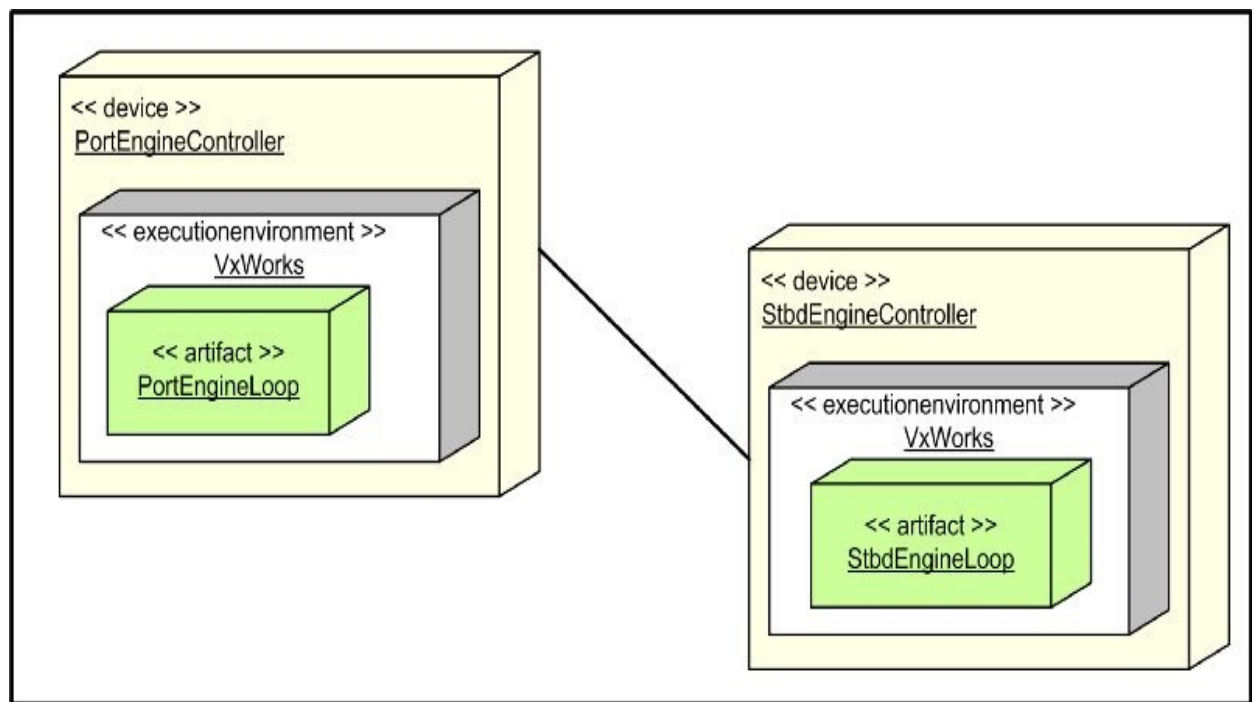 << device >>
PortEngineController
<< executionenvironment >>
VxWorks
<< artifact >>
PortEngineLoop
<< device >>
StbdEngineController
<< executionenvironment >>
VxWorks
<< artifact >>
StbdEngineLoop